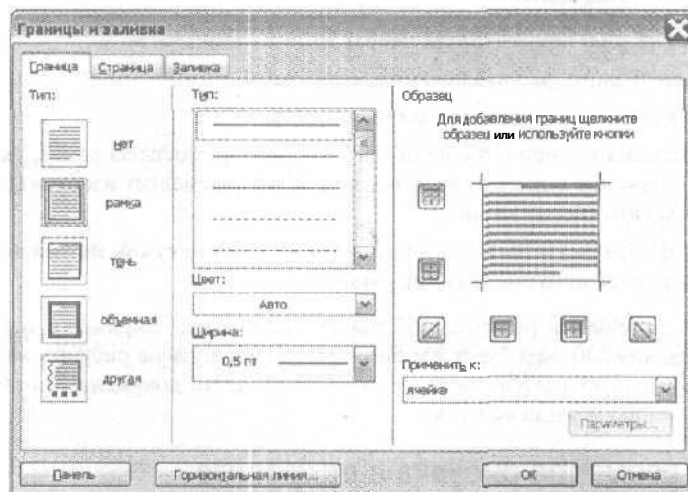 Границы и заливка
Граница Страница Заливка
Тип:
нет
рамка
тень
объемная
другая
Тип:
Цвет:
Авто
Ширина:
0,5 пт
Образец
Для добавления границ щелкните
образец или используйте кнопки
Применить к:
ячейке
Параметры...
Панель Горизонтальная линия... ОК Отмена